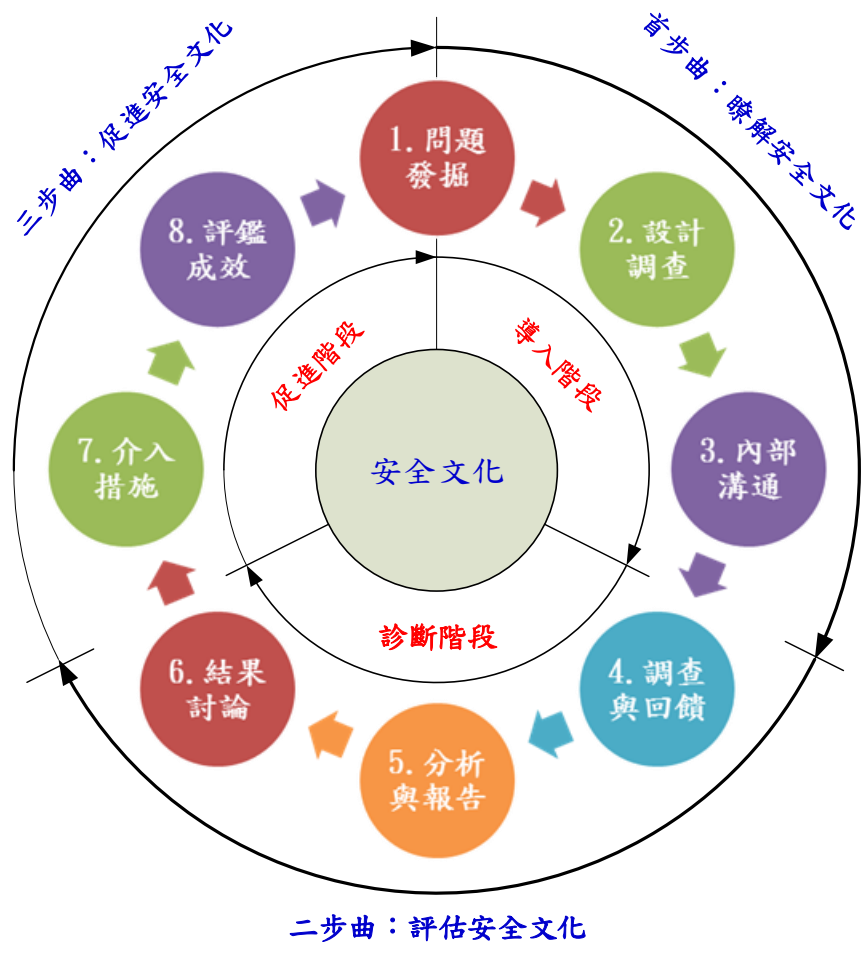 首步曲：瞭解安全文化
三步曲：促進安全文化
1. 問題
發掘
2. 設計
調查
8. 評鑑
成效
導入階段
促進階段
3. 內部
溝通
7. 介入
措施
安全文化
診斷階段
4. 調查
與回饋
6. 結果
討論
5. 分析
與報告
二步曲：評估安全文化